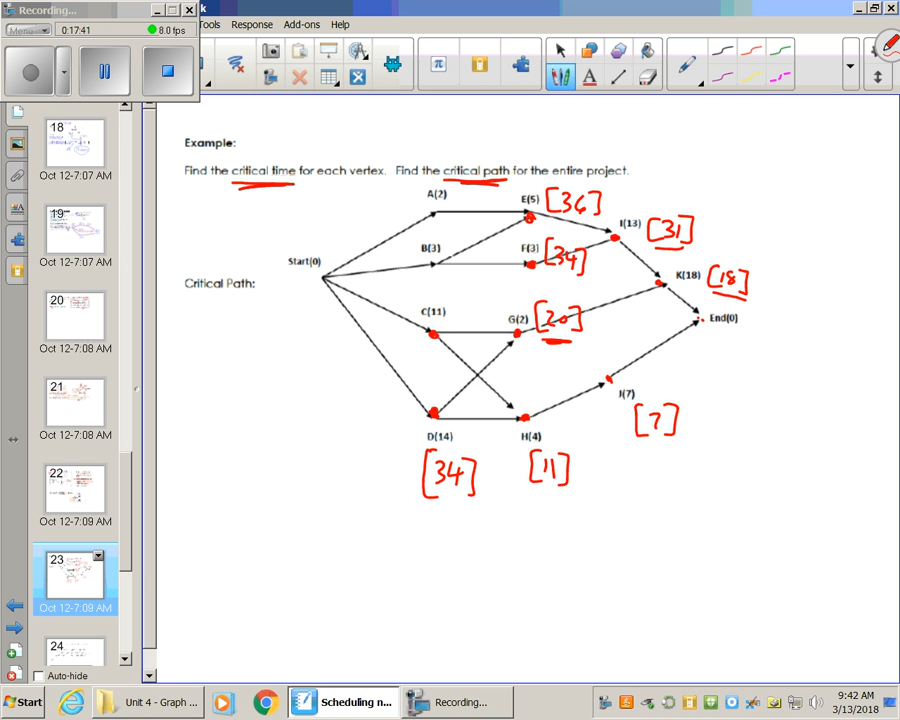 Recording...
Menu
0:17:41
8.0 fps
k
Tools Response Add-ons Help
18
Oct 12-7:07 AM
19
Oct 12-7:07 AM
20
Oct 12-7:08 AM
21
Oct 12-7:08 AM
22
Oct 12-7:09 AM
23
Oct 12-7:09 AM
24
Auto-hide
Example:
Find the critical time for each vertex. Find the critical path for the entire project.
A(2)
E(5) [36]
I(13) [31]
B(3)
F(3) [34]
Start(0)
K(18) [18]
Critical Path:
C(11)
G(2) [20]
End(0)
J(7)
[7]
D(14)
H(4)
[34]
[11]
Start
Unit 4 - Graph ...
Scheduling n...
Recording...
9:42 AM
3/13/2018